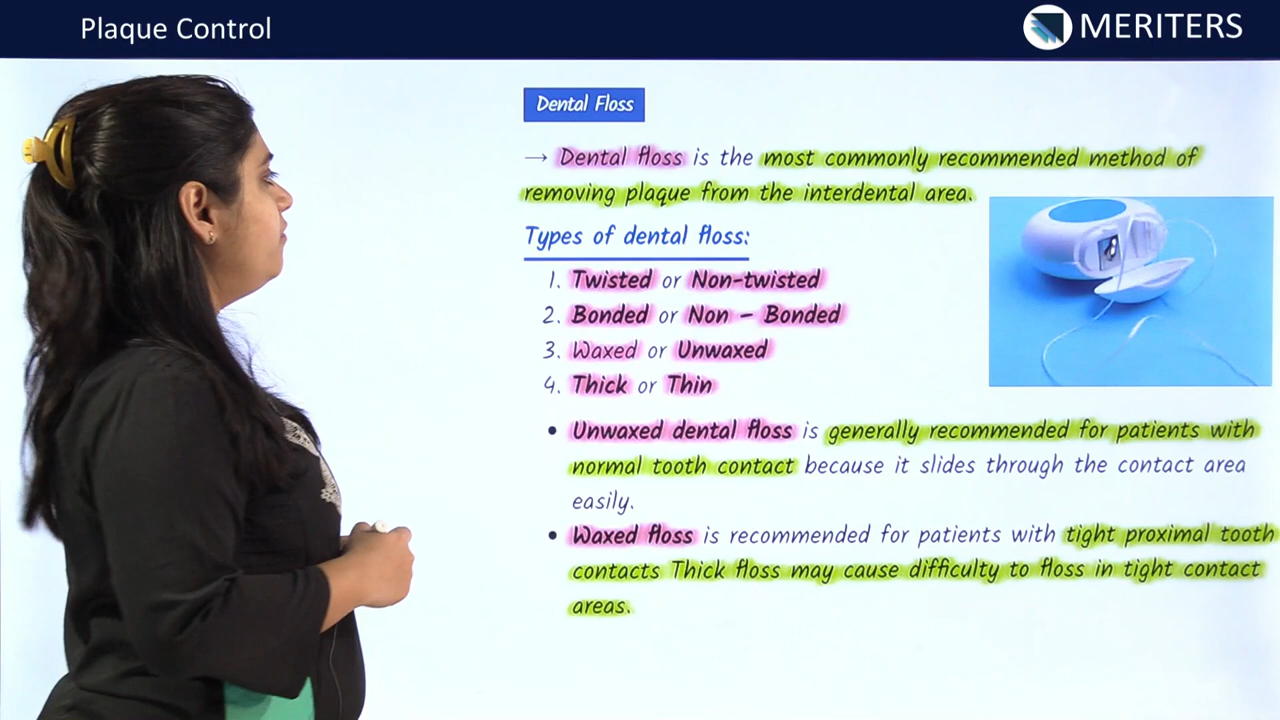 Plaque Control
MERITERS
Dental Floss
→ Dental floss is the most commonly recommended method of
removing plaque from the interdental area.
Types of dental floss:
1. Twisted or Non-twisted
2. Bonded or Non – Bonded
3. Waxed or Unwaxed
4. Thick or Thin
• Unwaxed dental floss is generally recommended for patients with
normal tooth contact because it slides through the contact area
easily.
• Waxed floss is recommended for patients with tight proximal tooth
contacts Thick floss may cause difficulty to floss in tight contact
areas.